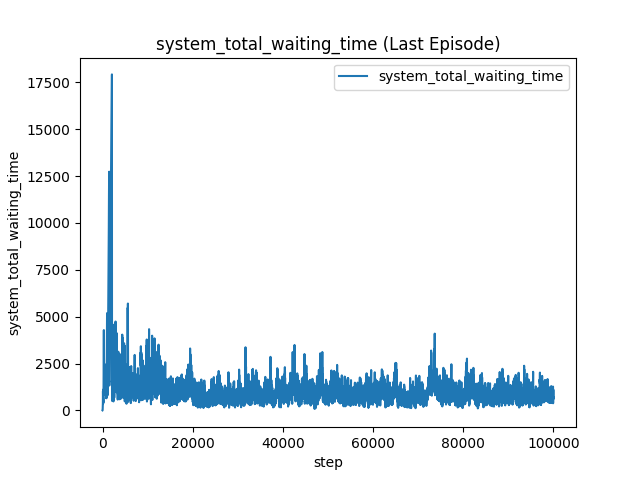 system_total_waiting_time (Last Episode)
system_total_waiting_time
17500
15000
12500
10000
7500
5000
2500
0
system_total_waiting_time
0 20000 40000 60000 80000 100000
step